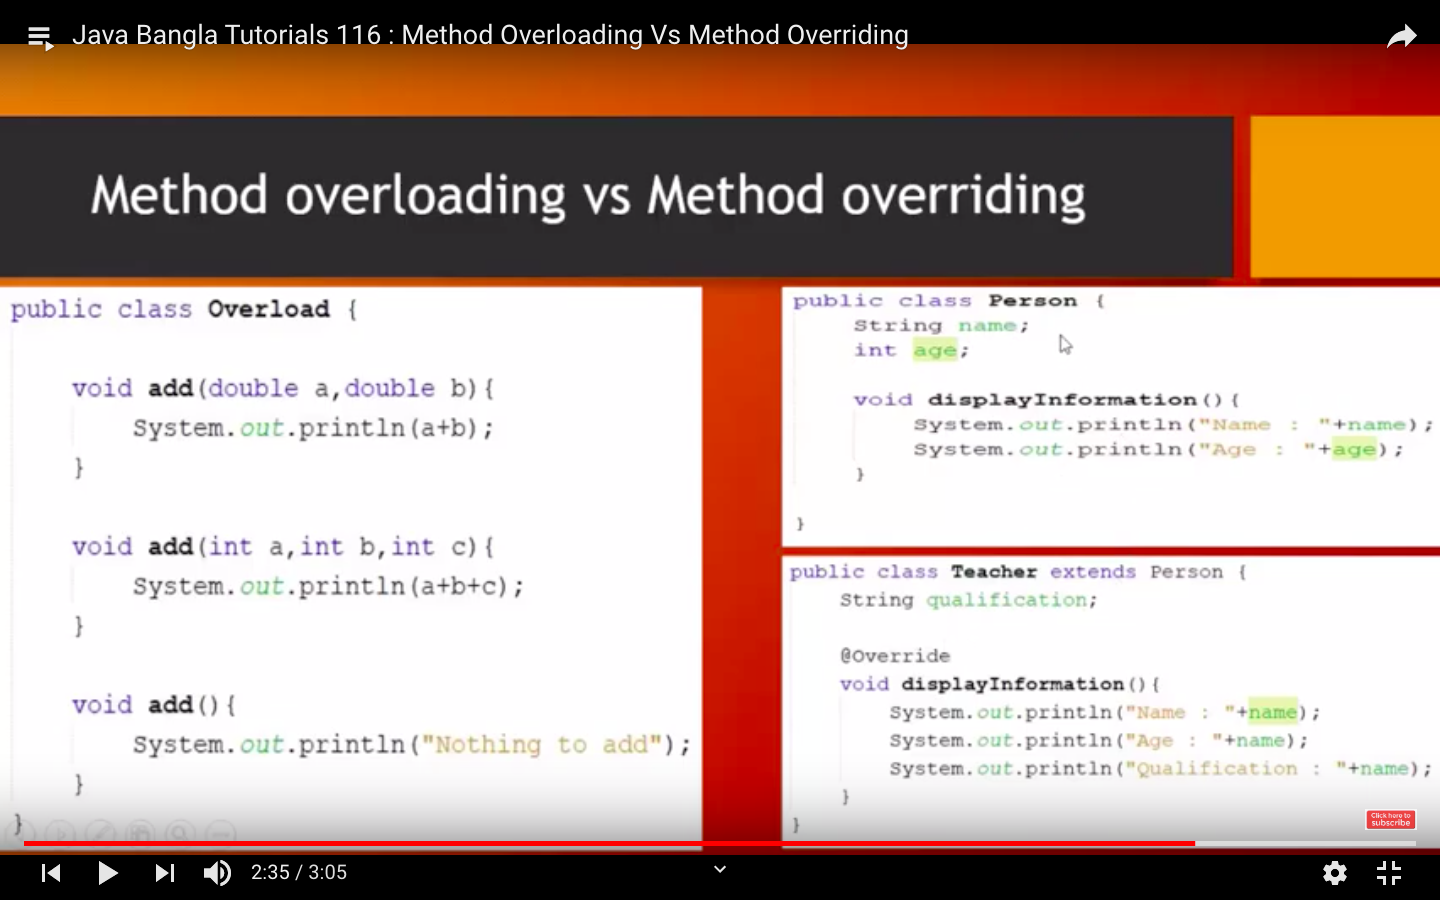 Java Bangla Tutorials 116 : Method Overloading Vs Method Overriding
Method overloading vs Method overriding
public class Overload {
void add(double a,double b){
System.out.println(a+b);
}
void add(int a,int b,int c){
System.out.println(a+b+c);
}
void add(){
System.out.println("Nothing to add");
}
}
public class Person {
String name;
int age;
void displayInformation(){
System.out.println("Name : "+name);
System.out.println("Age : "+age);
}
}
public class Teacher extends Person {
String qualification;
@Override
void displayInformation(){
System.out.println("Name : "+name);
System.out.println("Age : "+name);
System.out.println("Qualification : "+name);
}
}
Click here to
subscribe
2:35 / 3:05